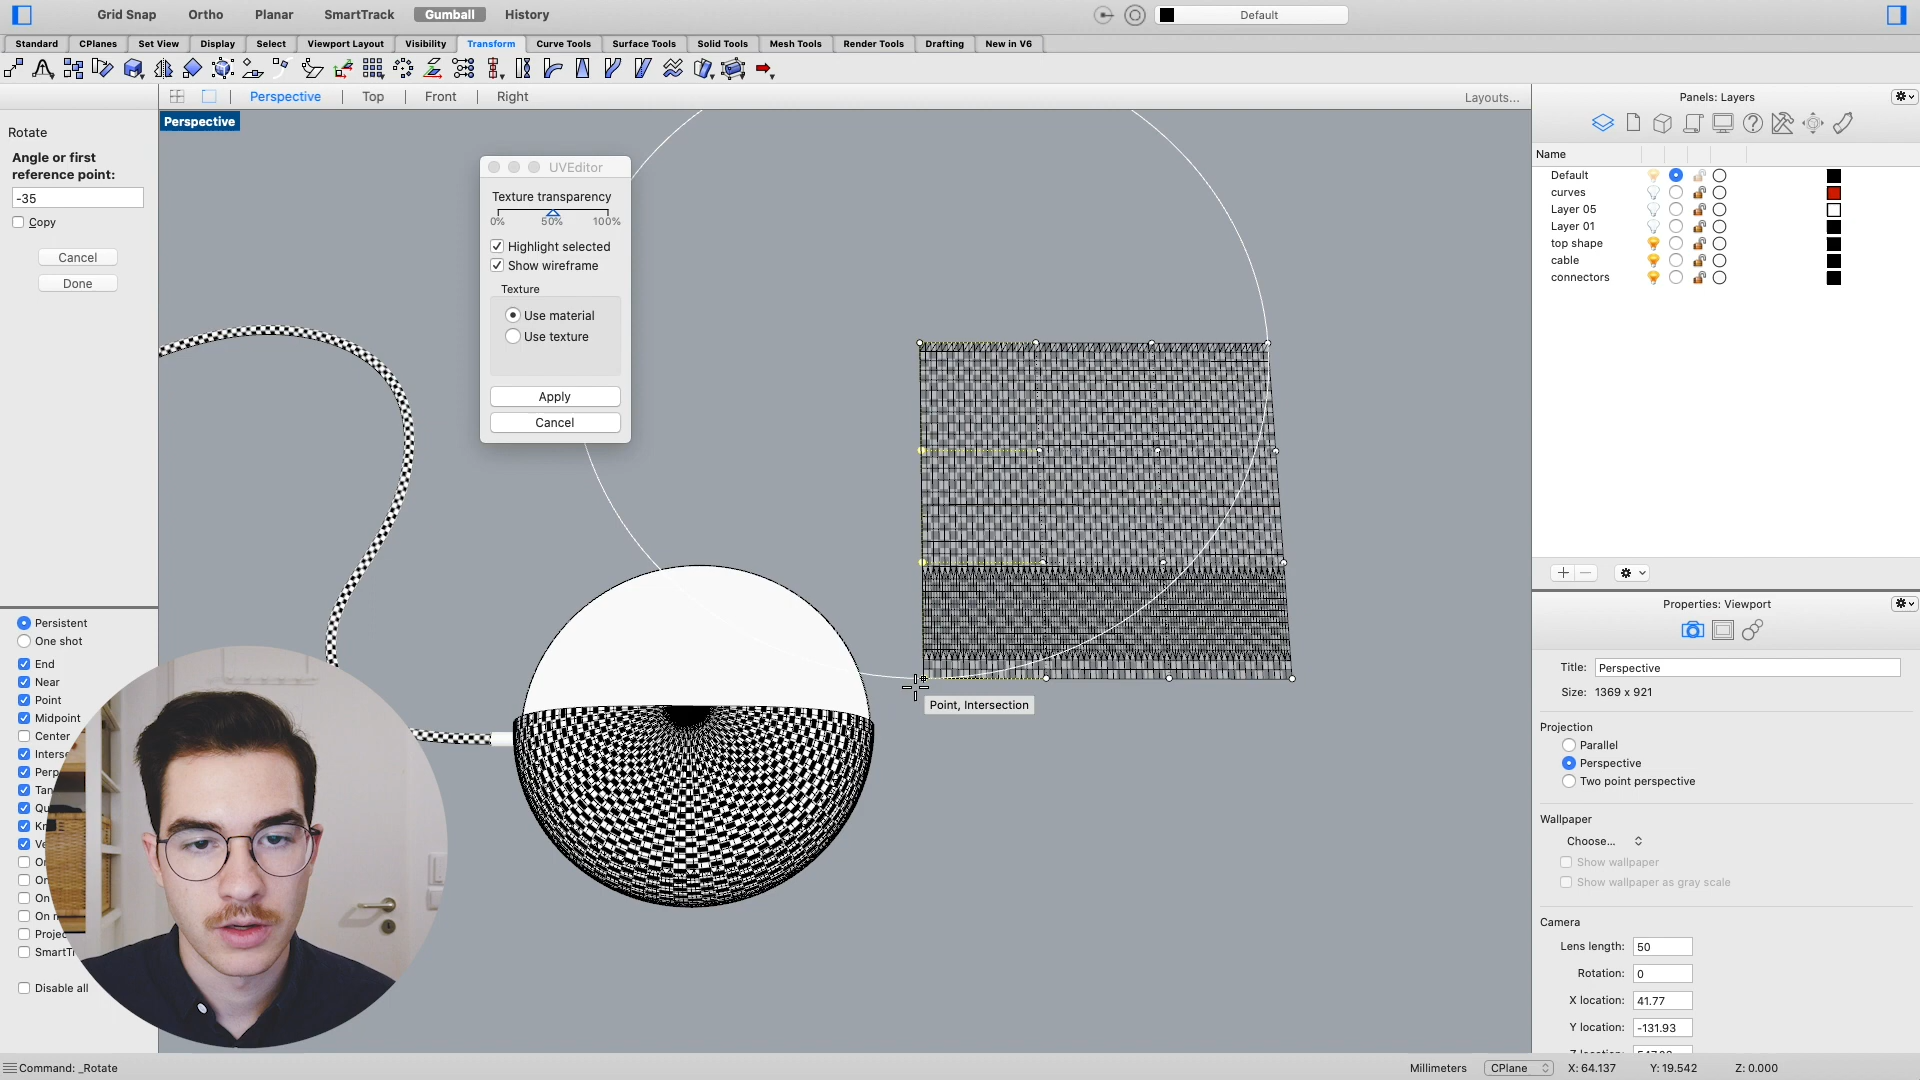 Grid Snap Ortho Planar SmartTrack Gumball History Default
Standard CPlanes Set View Display Select Viewport Layout Visibility Transform Curve Tools Surface Tools Solid Tools Mesh Tools Render Tools Drafting New in V6
Perspective Top Front Right Layouts...
Perspective
Rotate
Angle or first
reference point:
-35
Copy
Cancel
Done
UVEditor
Texture transparency
0% 50% 100%
Highlight selected
Show wireframe
Texture
Use material
Use texture
Apply
Cancel
Point, Intersection
Persistent
One shot
End
Near
Point
Midpoint
Center
Interse
Perp
Tan
Disable all
Panels: Layers
Name
Default
curves
Layer 05
Layer 01
top shape
cable
connectors
Properties: Viewport
Title: Perspective
Size: 1369 x 921
Projection
Parallel
Perspective
Two point perspective
Wallpaper
Choose...
Show wallpaper
Show wallpaper as gray scale
Camera
Lens length: 50
Rotation: 0
X location: 41.77
Y location: -131.93
Command: _Rotate
Millimeters CPlane X: 64.137 Y: 19.542 Z: 0.000